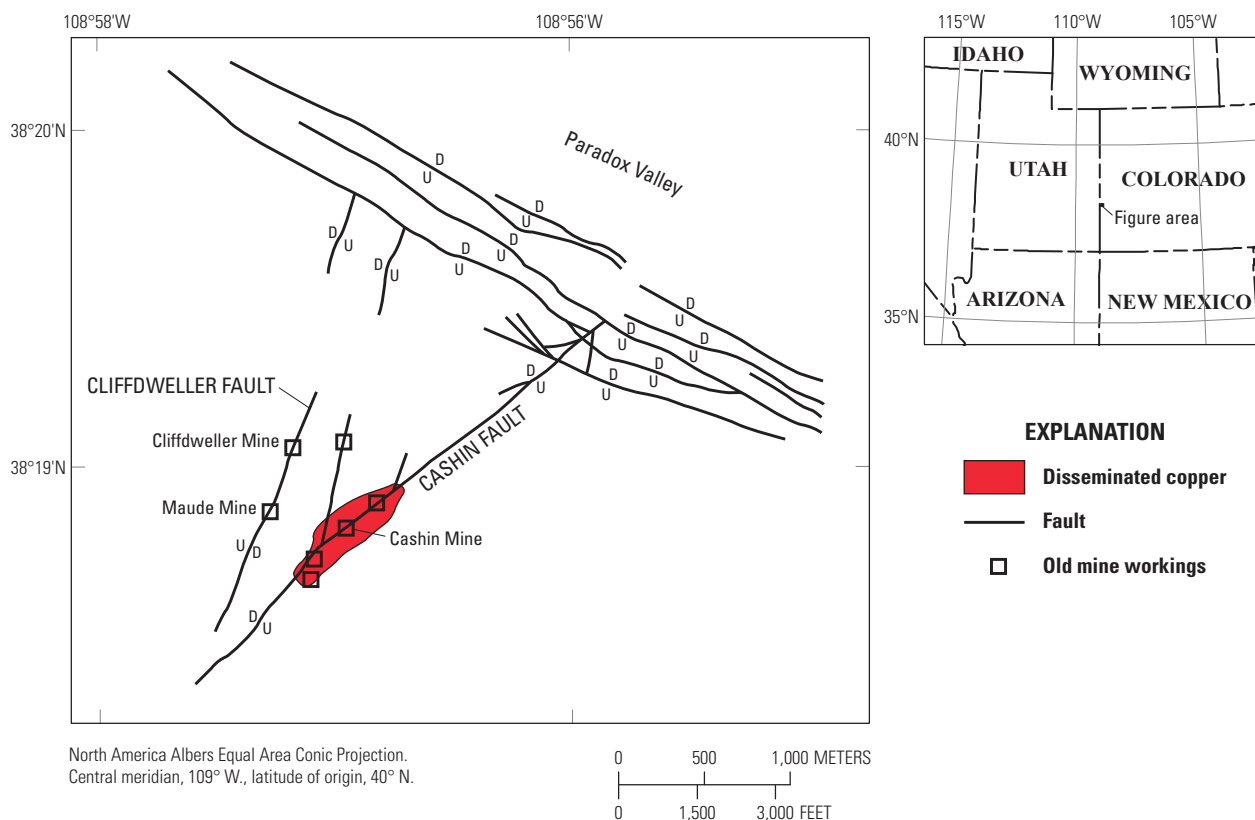 108°58'W
108°56'W
38°20'N
38°19'N
Paradox Valley
D
U
D
U
D
U
D
U
D
U
D
U
D
U
D
U
D
U
D
U
D
U
D
U
D
U
CLIFFDWELLER FAULT
Cliffdweller Mine
Maude Mine
U
D
CASHIN FAULT
Cashin Mine
D
U
North America Albers Equal Area Conic Projection.
Central meridian, 109° W., latitude of origin, 40° N.
0 500 1,000 METERS
0 1,500 3,000 FEET
115°W 110°W 105°W
IDAHO
WYOMING
40°N
UTAH
COLORADO
Figure area
ARIZONA
NEW MEXICO
35°N
EXPLANATION
Disseminated copper
Fault
Old mine workings